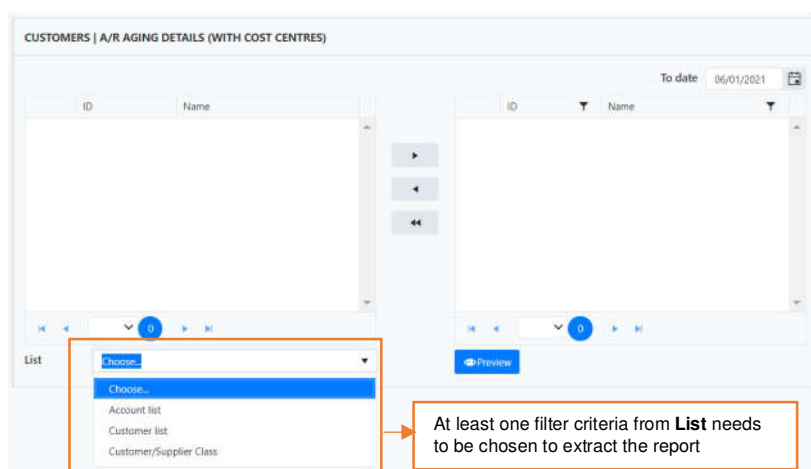 CUSTOMERS | A/R AGING DETAILS (WITH COST CENTRES)
To date 06/01/2021
ID Name ID Name
0 0
List Choose... Preview
Choose...
Account list
Customer list
Customer/Supplier Class
At least one filter criteria from List needs
to be chosen to extract the report